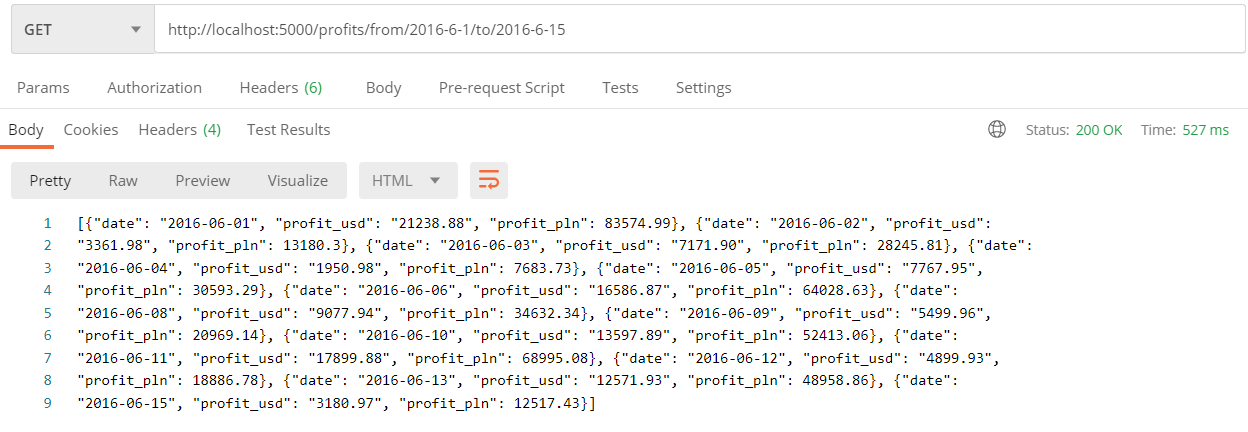 GET http://localhost:5000/profits/from/2016-6-1/to/2016-6-15
Params Authorization Headers (6) Body Pre-request Script Tests Settings
Body Cookies Headers (4) Test Results Status: 200 OK Time: 527 ms
Pretty Raw Preview Visualize HTML
1 [{"date": "2016-06-01", "profit_usd": "21238.88", "profit_pln": 83574.99}, {"date": "2016-06-02", "profit_usd":
2 "3361.98", "profit_pln": 13180.3}, {"date": "2016-06-03", "profit_usd": "7171.90", "profit_pln": 28245.81}, {"date":
3 "2016-06-04", "profit_usd": "1950.98", "profit_pln": 7683.73}, {"date": "2016-06-05", "profit_usd": "7767.95",
4 "profit_pln": 30593.29}, {"date": "2016-06-06", "profit_usd": "16586.87", "profit_pln": 64028.63}, {"date":
5 "2016-06-08", "profit_usd": "9077.94", "profit_pln": 34632.34}, {"date": "2016-06-09", "profit_usd": "5499.96",
6 "profit_pln": 20969.14}, {"date": "2016-06-10", "profit_usd": "13597.89", "profit_pln": 52413.06}, {"date":
7 "2016-06-11", "profit_usd": "17899.88", "profit_pln": 68995.08}, {"date": "2016-06-12", "profit_usd": "4899.93",
8 "profit_pln": 18886.78}, {"date": "2016-06-13", "profit_usd": "12571.93", "profit_pln": 48958.86}, {"date":
9 "2016-06-15", "profit_usd": "3180.97", "profit_pln": 12517.43}]